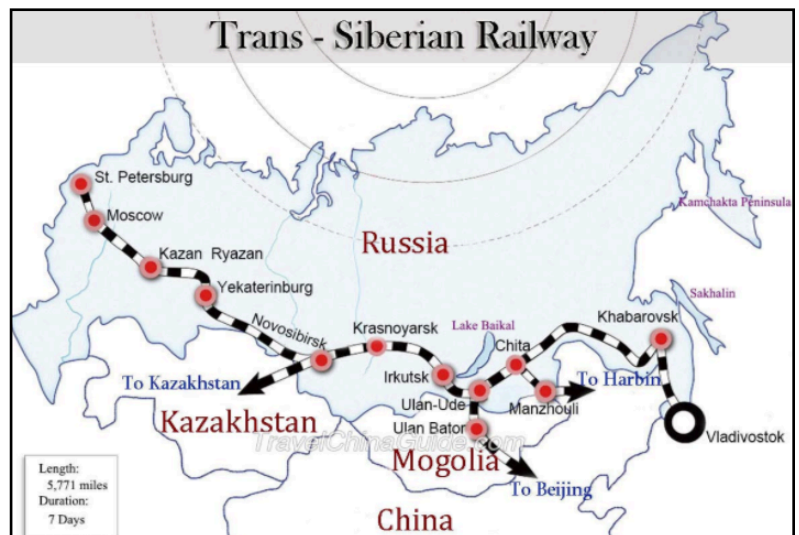 Trans - Siberian Railway
St. Petersburg
Moscow
Kazan Ryazan
Yekaterinburg
Russia
Kamchakta Peninsula
Sakhalin
Novosibirsk
Krasnoyarsk
Lake Baikal
Khabarovsk
Chita
Irkutsk
To Kazakhstan
To Harbin
Ulan-Ude
Manzhouli
Kazakhstan
Ulan Bator
Vladivostok
TravelChinaGuide.com
Mogolia
To Beijing
China
Length:
5,771 miles
Duration:
7 Days